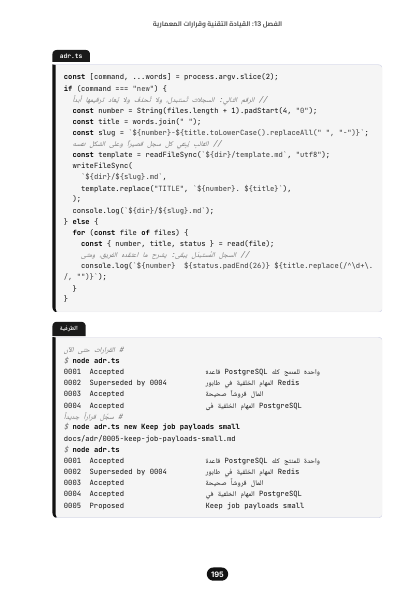 الفصل 13: القيادة التقنية وقرارات المعمارية
adr.ts
const [command, ...words] = process.argv.slice(2);
if (command === "new") {
// الرقم التالي: السجلات تُستبدل، ولا تُحذف ولا يُعاد ترقيمها أبداً
const number = String(files.length + 1).padStart(4, "0");
const title = words.join(" ");
const slug = `${number}-${title.toLowerCase().replaceAll(" ", "-")}`;
// القالب يُبقي كل سجل قصيراً وعلى الشكل نفسه
const template = readFileSync(`${dir}/template.md`, "utf8");
writeFileSync(
`${dir}/${slug}.md`,
template.replace("TITLE", `${number}. ${title}`),
);
console.log(`${dir}/${slug}.md`);
} else {
for (const file of files) {
const { number, title, status } = read(file);
// السجل المُستبدَل يبقى: يشرح ما اعتقده الفريق، ومتى
console.log(`${number}  ${status.padEnd(26)} ${title.replace(/^\d+\.
/, "")}`);
}
}
الطرفية
# القرارات حتى الآن
$ node adr.ts
0001 Accepted قاعدة PostgreSQL واحدة للمنتج كله
0002 Superseded by 0004 المهام الخلفية في طابور Redis
0003 Accepted المال قروشاً صحيحة
0004 Accepted المهام الخلفية في PostgreSQL
# سجّل قراراً جديداً
$ node adr.ts new Keep job payloads small
docs/adr/0005-keep-job-payloads-small.md
$ node adr.ts
0001 Accepted قاعدة PostgreSQL واحدة للمنتج كله
0002 Superseded by 0004 المهام الخلفية في طابور Redis
0003 Accepted المال قروشاً صحيحة
0004 Accepted المهام الخلفية في PostgreSQL
0005 Proposed Keep job payloads small
195